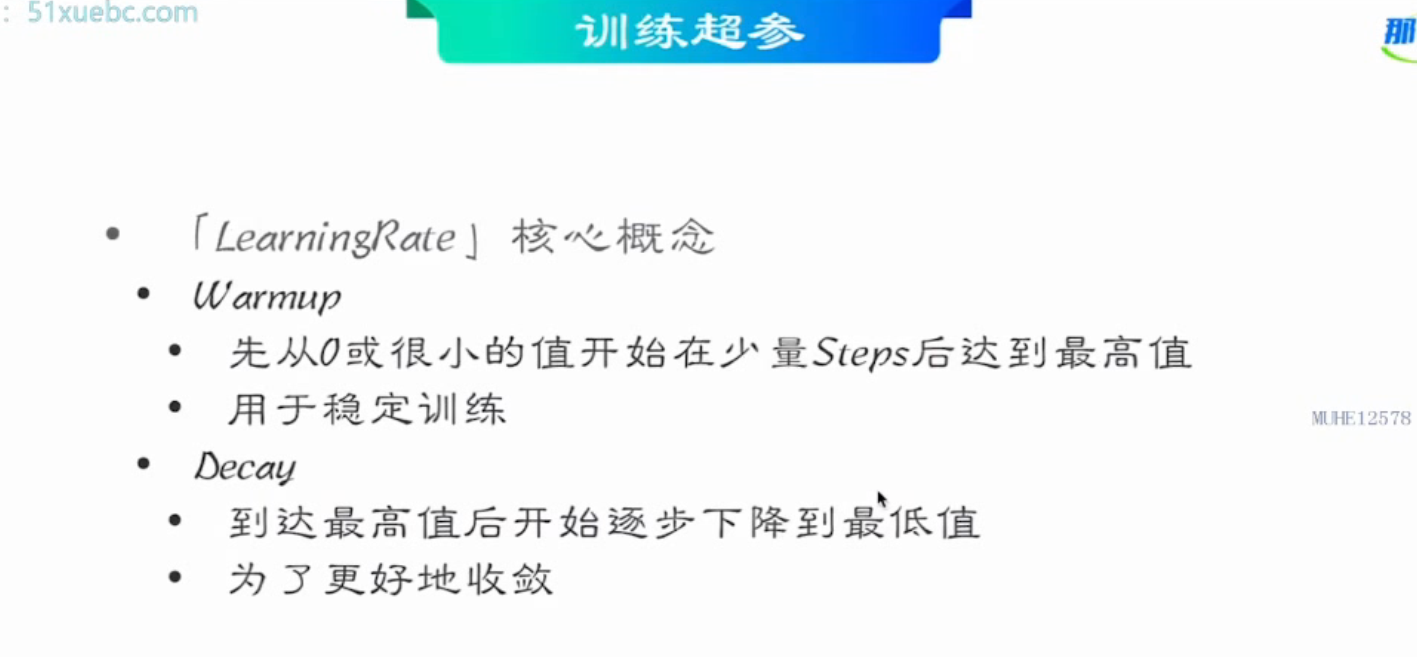 : 51xuebc.com
训练超参
那
• 「LearningRate」核心概念
• Warmup
• 先从0或很小的值开始在少量Steps后达到最高值
• 用于稳定训练
MUHE12578
• Decay
• 到达最高值后开始逐步下降到最低值
• 为了更好地收敛